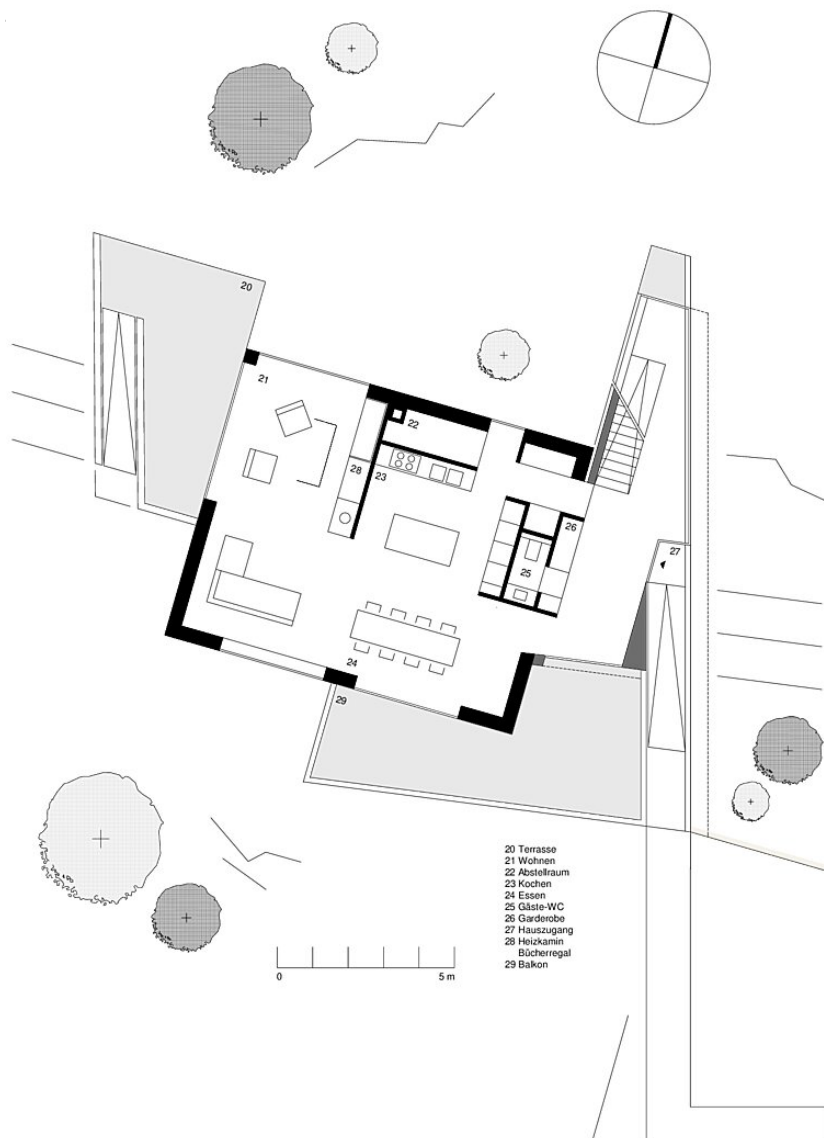 20
21
22
28
23
26
25
27
24
29
20 Terrasse
21 Wohnen
22 Abstellraum
23 Kochen
24 Essen
25 Gäste-WC
26 Garderobe
27 Hauszugang
28 Heizkamin
Bücherregal
29 Balkon
0 5 m